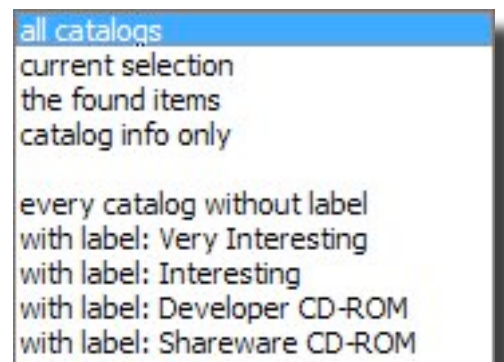 all catalogs
current selection
the found items
catalog info only
every catalog without label
with label: Very Interesting
with label: Interesting
with label: Developer CD-ROM
with label: Shareware CD-ROM